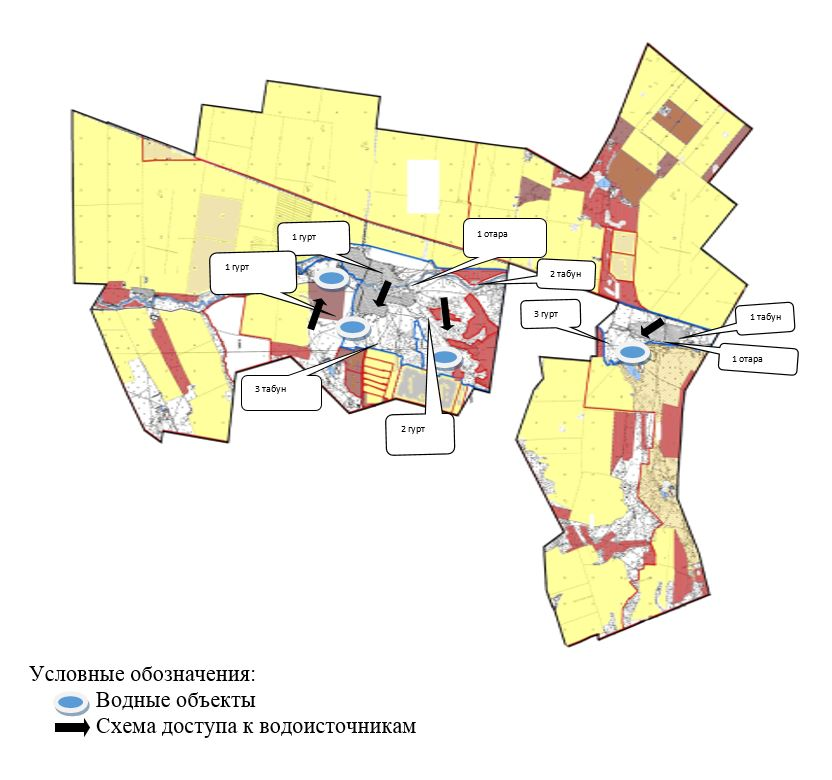 1 гурт
1 отара
1 гурт
2 табун
3 гурт
1 табун
1 отара
3 табун
2 гурт
Условные обозначения:
Водные объекты
Схема доступа к водоисточникам